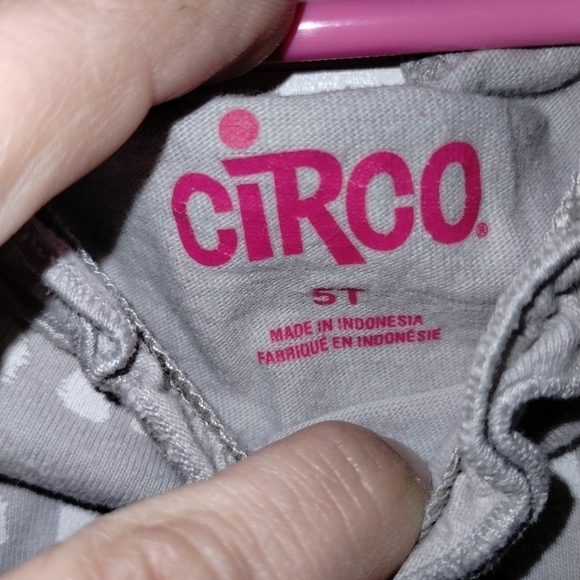 CiRCO®
5T
MADE IN INDONESIA
FABRIQUÉ EN INDONÉSIE